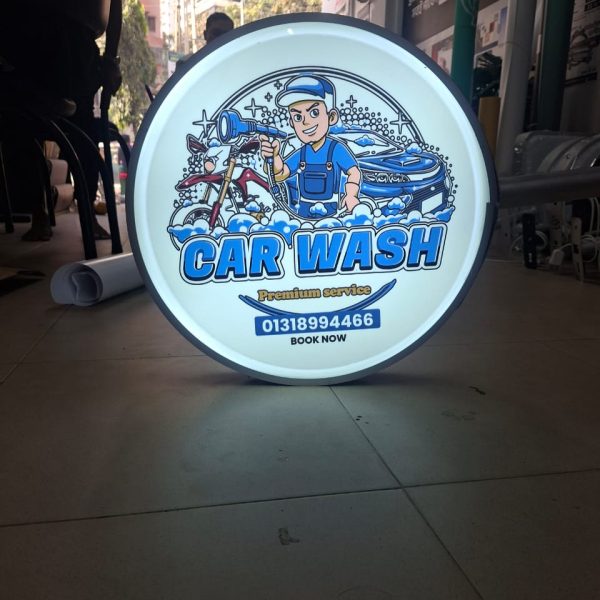 CAR WASH
Premium service
01318994466
BOOK NOW